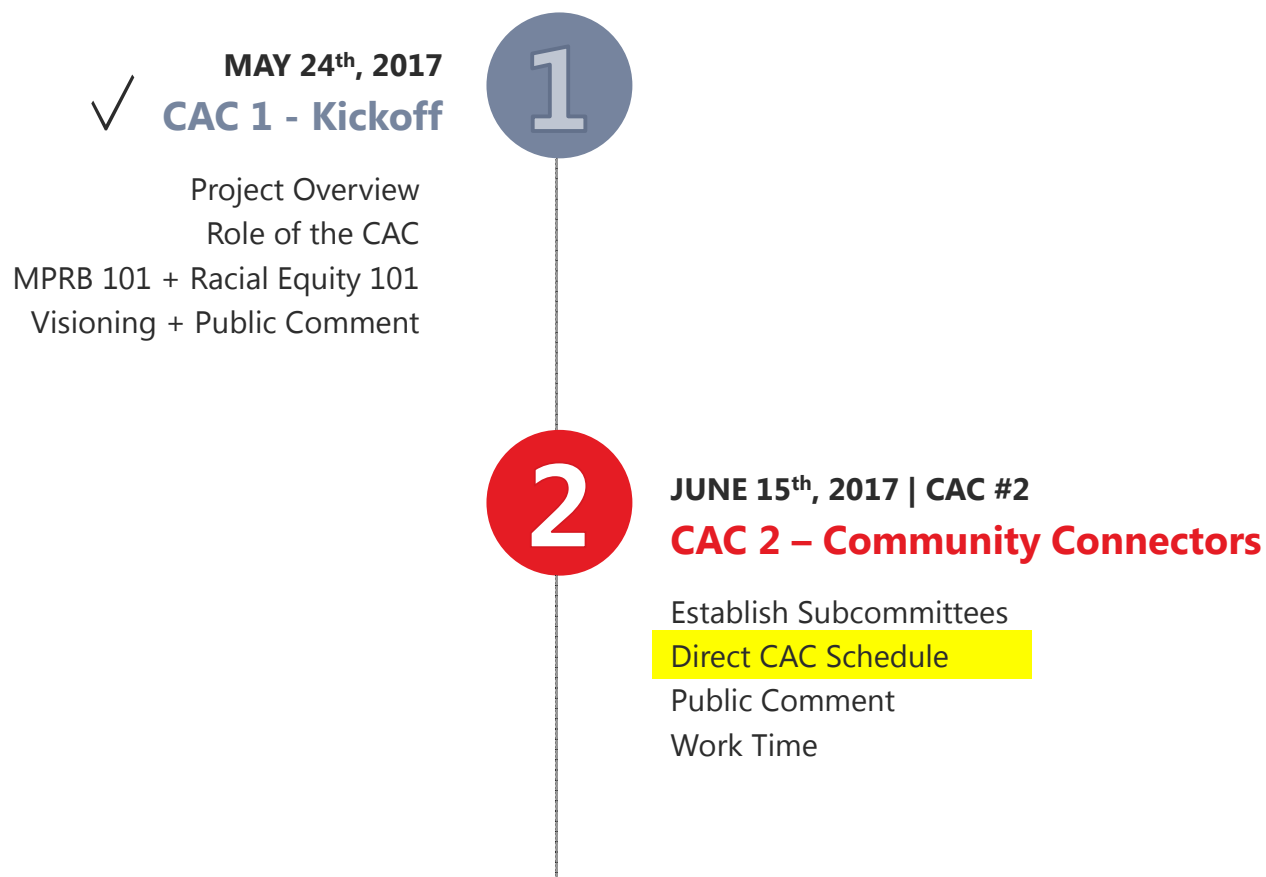 MAY 24th, 2017
CAC 1 - Kickoff
Project Overview
Role of the CAC
MPRB 101 + Racial Equity 101
Visioning + Public Comment
1
2
JUNE 15th, 2017 | CAC #2
CAC 2 – Community Connectors
Establish Subcommittees
Direct CAC Schedule
Public Comment
Work Time